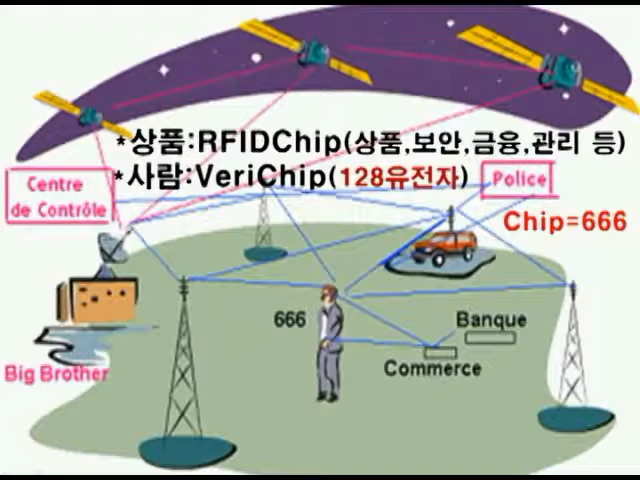 *상품:RFIDChip(상품,보안,금융,관리 등)
*사람:VeriChip(128유전자)
Centre
de Contrôle
Police
Chip=666
666
Banque
Commerce
Big Brother